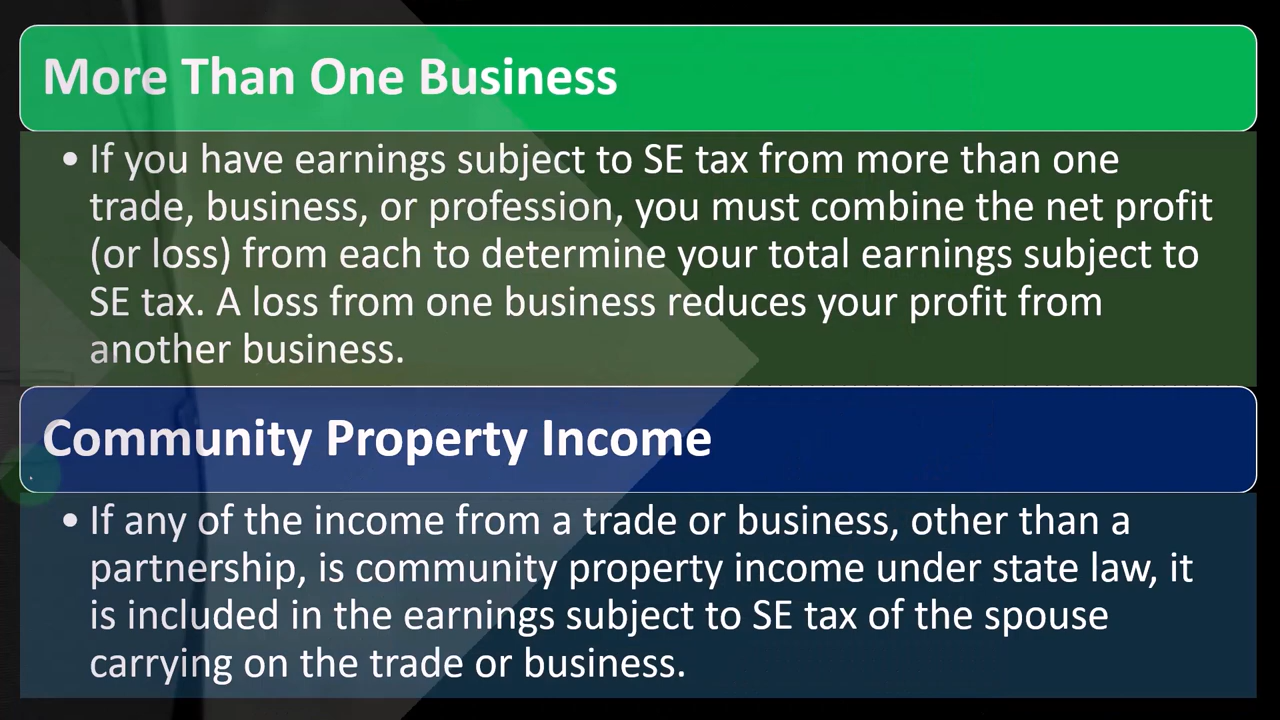 More Than One Business
• If you have earnings subject to SE tax from more than one
trade, business, or profession, you must combine the net profit
(or loss) from each to determine your total earnings subject to
SE tax. A loss from one business reduces your profit from
another business.
Community Property Income
• If any of the income from a trade or business, other than a
partnership, is community property income under state law, it
is included in the earnings subject to SE tax of the spouse
carrying on the trade or business.